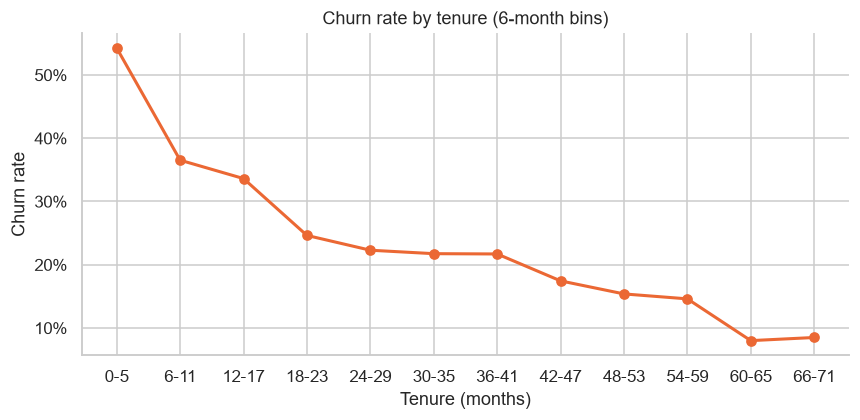 Churn rate by tenure (6-month bins)
Churn rate
50%
40%
30%
20%
10%
0-5 6-11 12-17 18-23 24-29 30-35 36-41 42-47 48-53 54-59 60-65 66-71
Tenure (months)